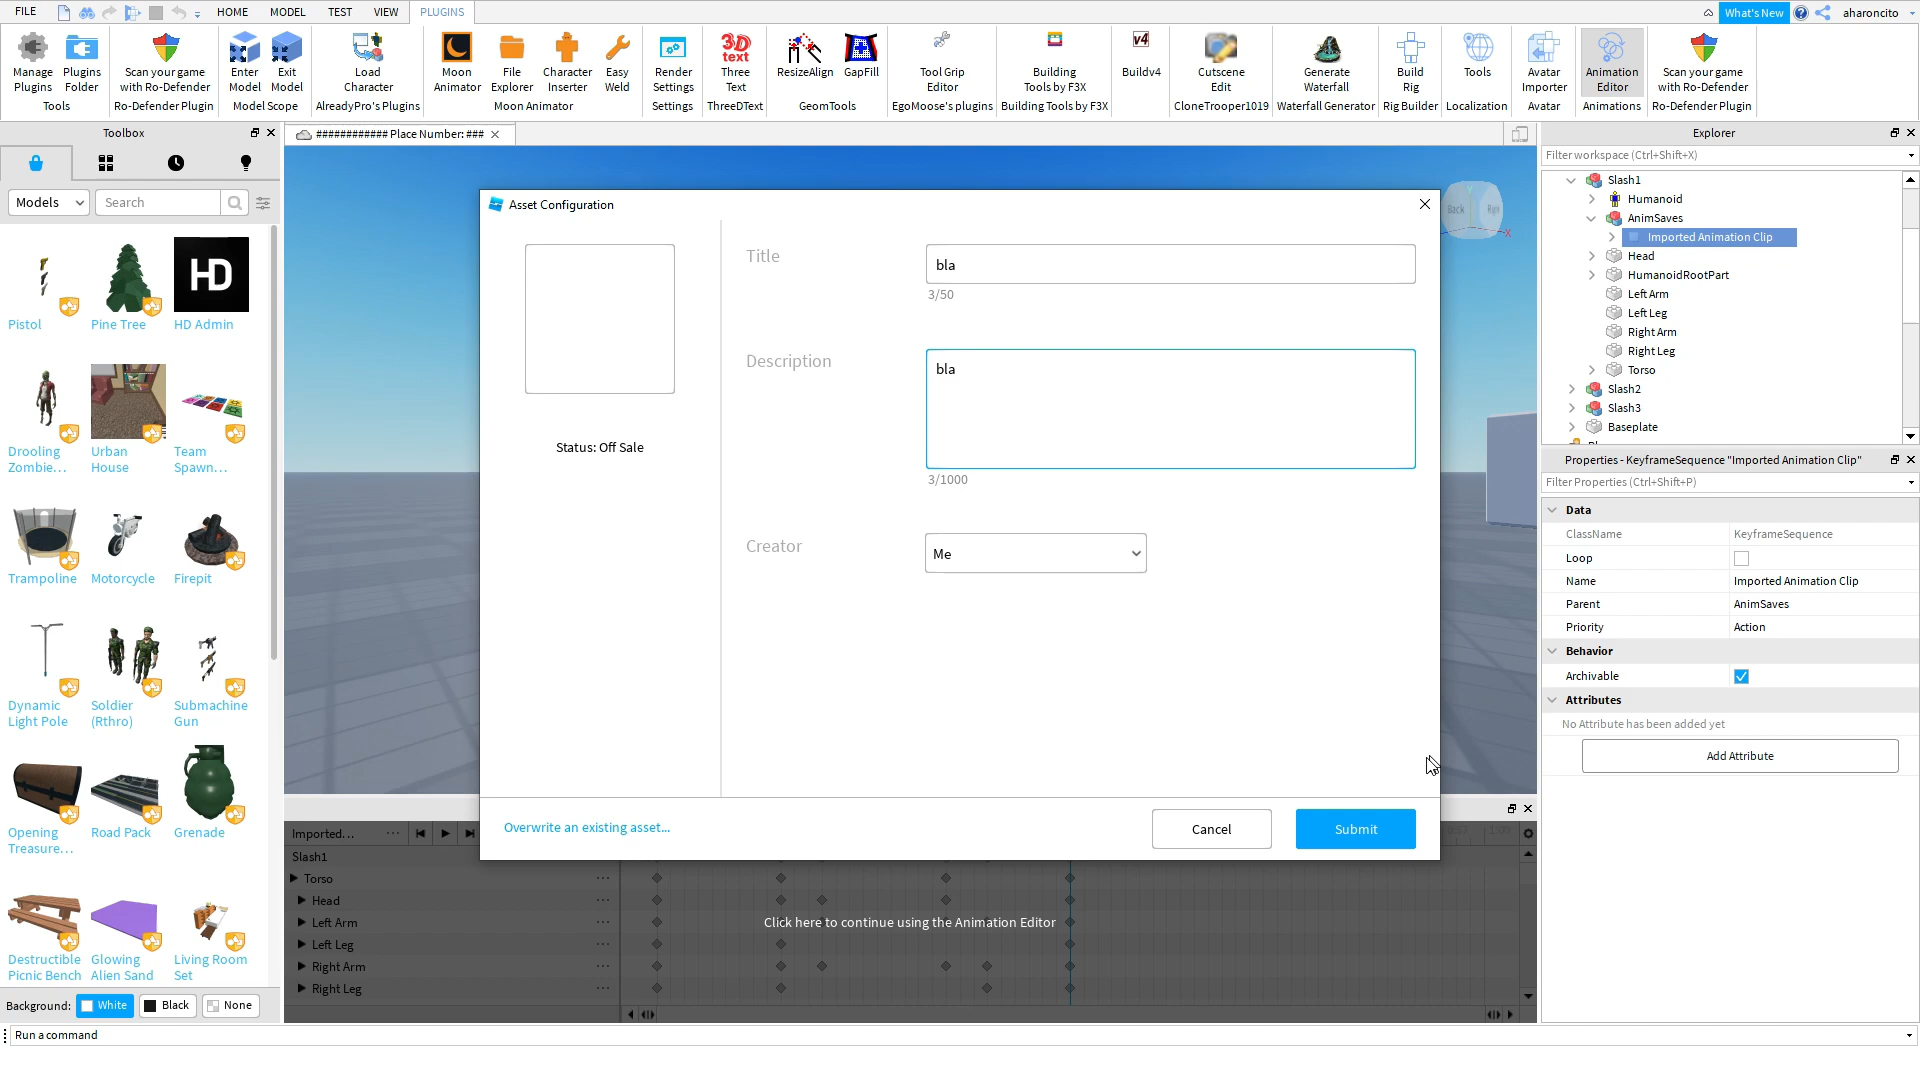 FILE HOME MODEL TEST VIEW PLUGINS What's New aharoncito
Manage Plugins
Plugins Folder
Tools
Scan your game with Ro-Defender
Ro-Defender Plugin
Enter Model
Exit Model
Model Scope
Load Character
AlreadyPro's Plugins
Moon Animator
File Explorer
Character Inserter
Easy Weld
Moon Animator
Render Settings
Settings
3D text
Three Text
ThreeDText
ResizeAlign
GapFill
GeomTools
Tool Grip Editor
EgoMoose's plugins
Building Tools by F3X
Building Tools by F3X
v4
Buildv4
Cutscene Edit
CloneTrooper1019
Generate Waterfall
Waterfall Generator
Build Rig
Rig Builder
Tools
Localization
Avatar Importer
Avatar
Animation Editor
Animations
Scan your game with Ro-Defender
Ro-Defender Plugin
Toolbox
Models
Search
HD
Pistol
Pine Tree
HD Admin
Drooling Zombie...
Urban House
Team Spawn...
Trampoline
Motorcycle
Firepit
Dynamic Light Pole
Soldier (Rthro)
Submachine Gun
Opening Treasure...
Road Pack
Grenade
Destructible Picnic Bench
Glowing Alien Sand
Living Room Set
Background: White Black None
Run a command
############ Place Number: ###
Back
Right
Y
X
Asset Configuration
Title
bla
3/50
Description
bla
3/1000
Creator
Me
Status: Off Sale
Overwrite an existing asset...
Cancel
Submit
Imported...
Slash1
Torso
Head
Left Arm
Left Leg
Right Arm
Right Leg
Click here to continue using the Animation Editor
Explorer
Filter workspace (Ctrl+Shift+X)
Slash1
Humanoid
AnimSaves
Imported Animation Clip
Head
HumanoidRootPart
Left Arm
Left Leg
Right Arm
Right Leg
Torso
Slash2
Slash3
Baseplate
Properties - KeyframeSequence "Imported Animation Clip"
Filter Properties (Ctrl+Shift+P)
Data
ClassName KeyframeSequence
Loop
Name Imported Animation Clip
Parent AnimSaves
Priority Action
Behavior
Archivable
Attributes
No Attribute has been added yet
Add Attribute